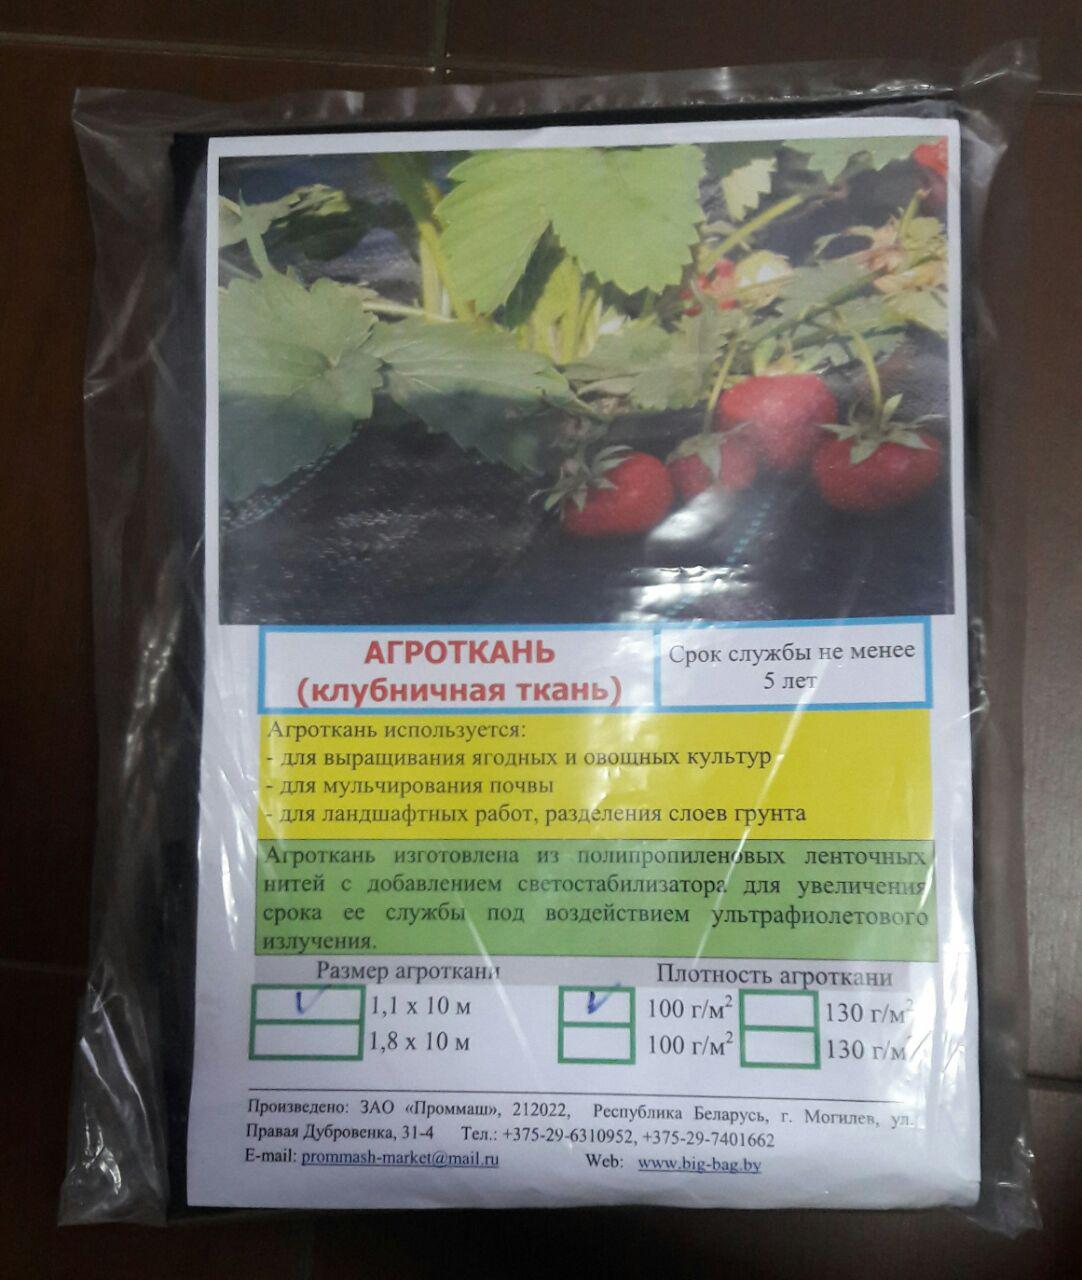 АГРОТКАНЬ
(клубничная ткань)
Срок службы не менее
5 лет
Агроткань используется:
- для выращивания ягодных и овощных культур
- для мульчирования почвы
- для ландшафтных работ, разделения слоев грунта
Агроткань изготовлена из полипропиленовых ленточных
нитей с добавлением светостабилизатора для увеличения
срока ее службы под воздействием ультрафиолетового
излучения.
Размер агроткани Плотность агроткани
1,1 х 10 м 100 г/м² 130 г/м²
1,8 х 10 м 100 г/м² 130 г/м²
Произведено: ЗАО «Проммаш», 212022, Республика Беларусь, г. Могилев, ул.
Правая Дубровенка, 31-4 Тел.: +375-29-6310952, +375-29-7401662
E-mail: prommash-market@mail.ru Web: www.big-bag.by